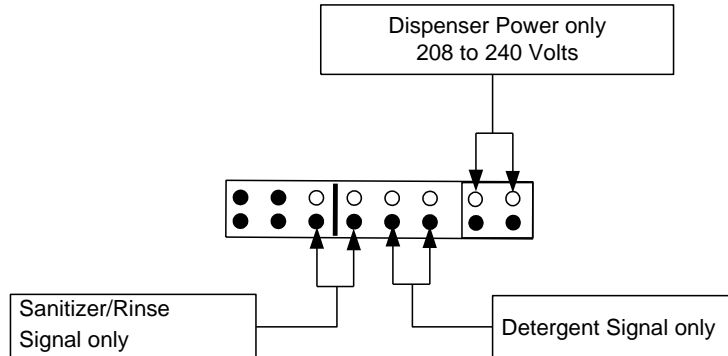 Dispenser Power only
208 to 240 Volts
Sanitizer/Rinse
Signal only
Detergent Signal only